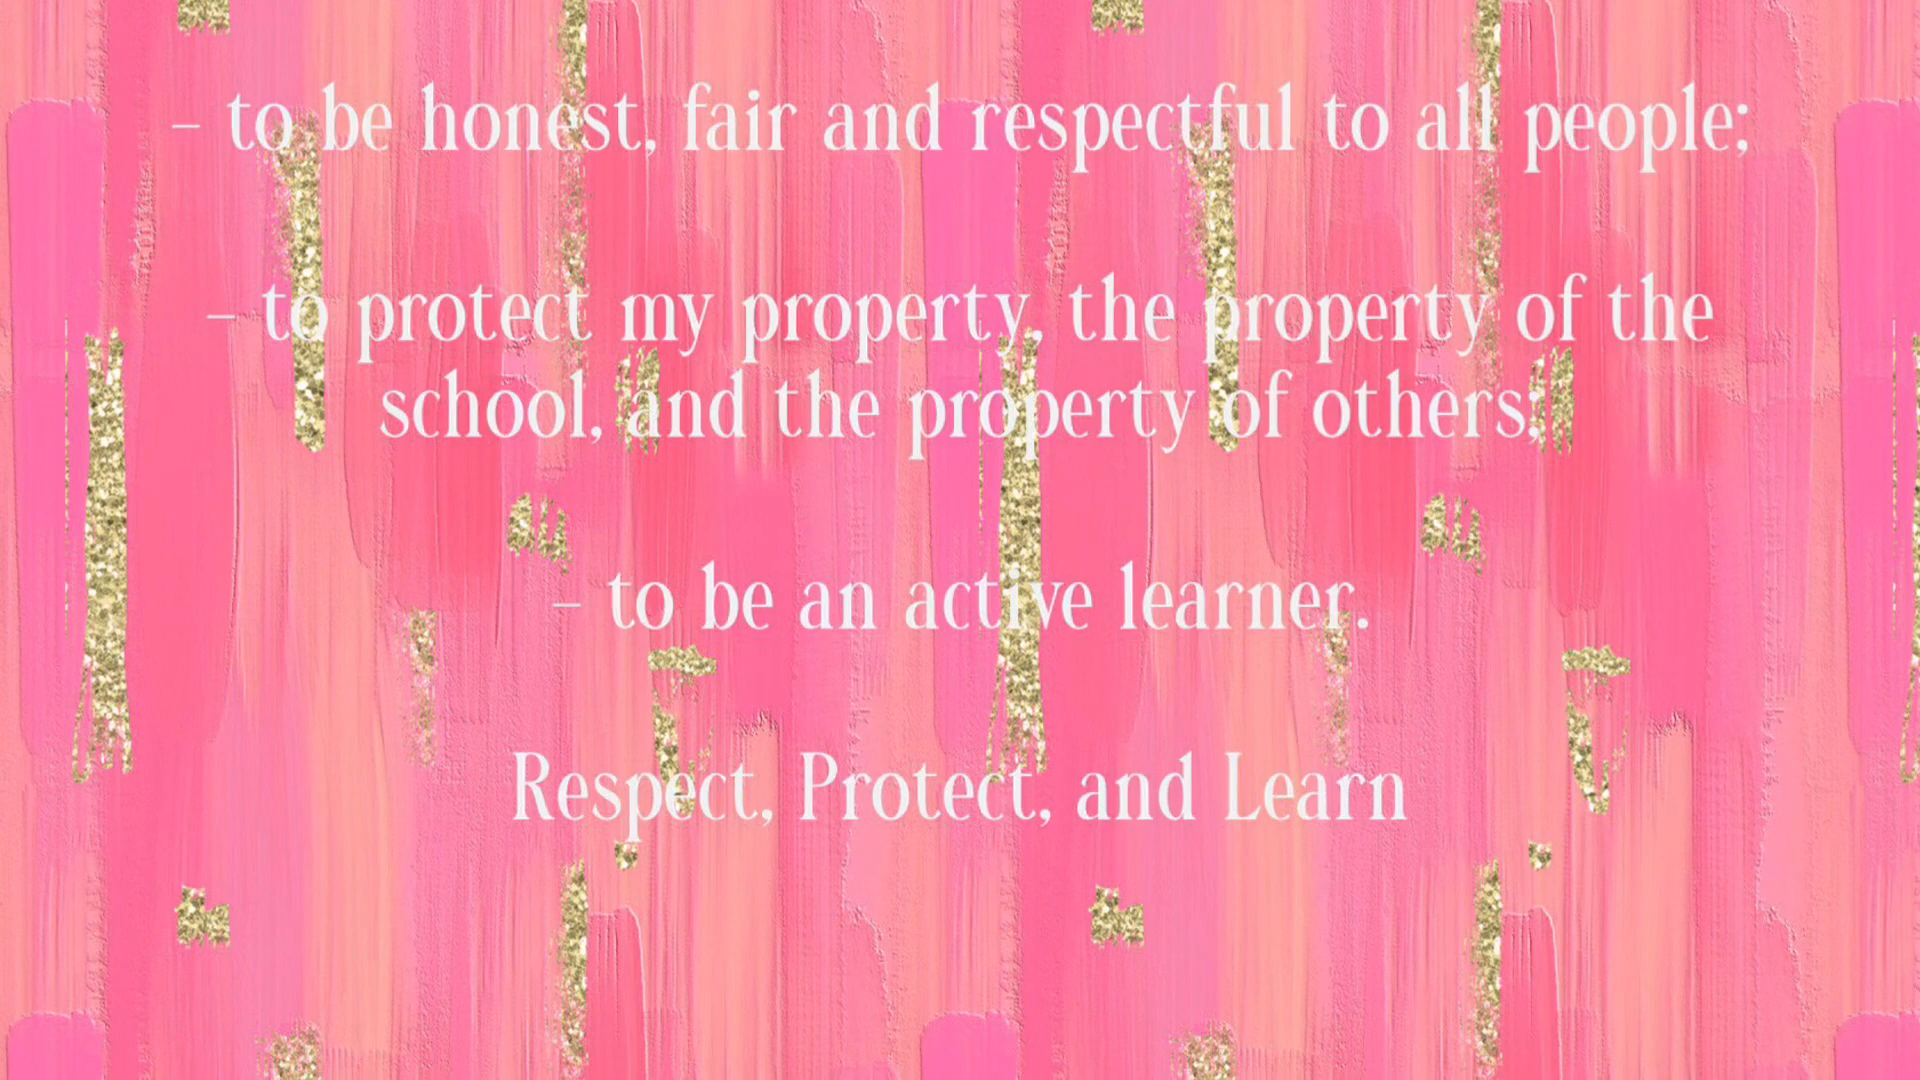 – to be honest, fair and respectful to all people;
– to protect my property, the property of the
school, and the property of others;
– to be an active learner.
Respect, Protect, and Learn